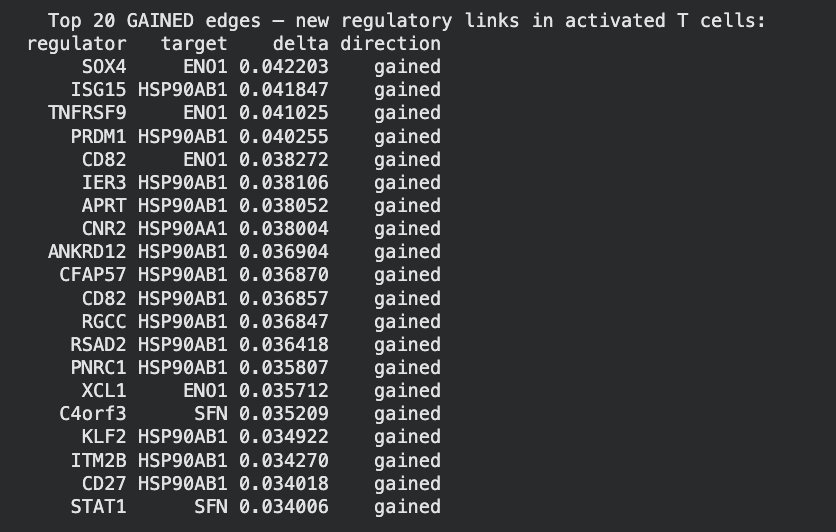 Top 20 GAINED edges — new regulatory links in activated T cells:
regulator target delta direction
SOX4 ENO1 0.042203 gained
ISG15 HSP90AB1 0.041847 gained
TNFRSF9 ENO1 0.041025 gained
PRDM1 HSP90AB1 0.040255 gained
CD82 ENO1 0.038272 gained
IER3 HSP90AB1 0.038106 gained
APRT HSP90AB1 0.038052 gained
CNR2 HSP90AA1 0.038004 gained
ANKRD12 HSP90AB1 0.036904 gained
CFAP57 HSP90AB1 0.036870 gained
CD82 HSP90AB1 0.036857 gained
RGCC HSP90AB1 0.036847 gained
RSAD2 HSP90AB1 0.036418 gained
PNRC1 HSP90AB1 0.035807 gained
XCL1 ENO1 0.035712 gained
C4orf3 SFN 0.035209 gained
KLF2 HSP90AB1 0.034922 gained
ITM2B HSP90AB1 0.034270 gained
CD27 HSP90AB1 0.034018 gained
STAT1 SFN 0.034006 gained